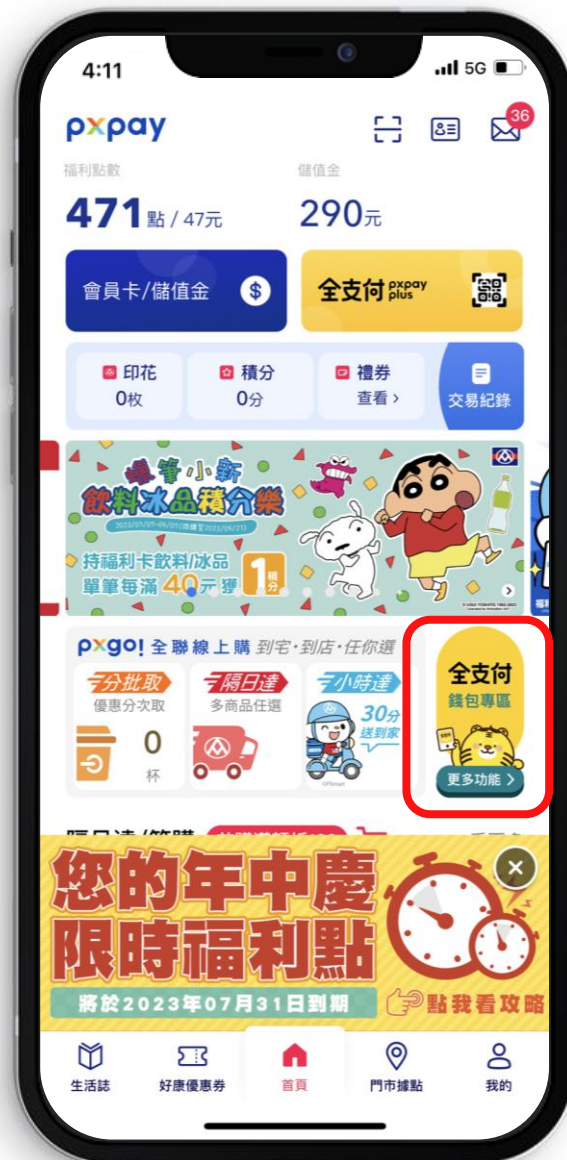 4:11
5G
pxpay
36
福利點數
儲值金
471點 / 47元
290元
會員卡/儲值金
$
全支付 pxpay plus
印花
0枚
積分
0分
禮券
查看 >
交易紀錄
蠟筆小新
飲料冰品積分樂
持福利卡飲料/冰品
單筆每滿40元獲1積分
pxgo! 全聯線上購 到宅・到店・任你選
分批取
優惠分次取
0
杯
隔日達
多商品任選
小時達
30分
送到家
全支付
錢包專區
更多功能 >
您的年中慶
限時福利點
將於2023年07月31日到期
點我看攻略
生活誌
好康優惠券
首頁
門市據點
我的